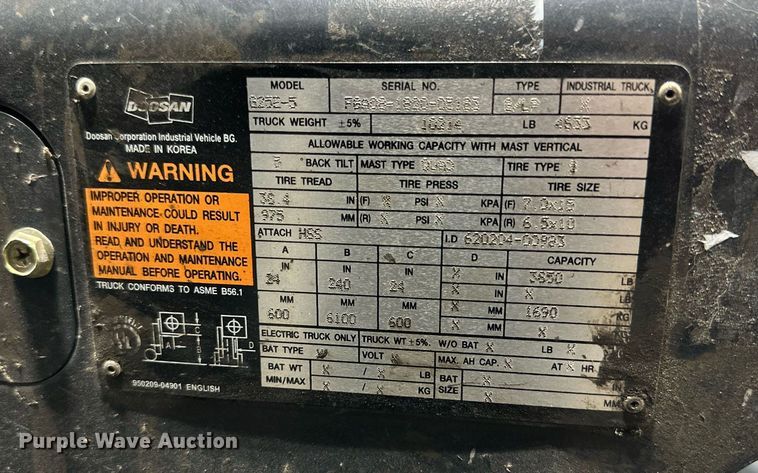 DOOSAN
Doosan Corporation Industrial Vehicle BG.
MADE IN KOREA
WARNING
IMPROPER OPERATION OR
MAINTENANCE COULD RESULT
IN INJURY OR DEATH.
READ AND UNDERSTAND THE
OPERATION AND MAINTENANCE
MANUAL BEFORE OPERATING.
TRUCK CONFORMS TO ASME B56.1
A C D
950209-04901 ENGLISH
MODEL SERIAL NO. TYPE INDUSTRIAL TRUCK
G25E-5 X
TRUCK WEIGHT ±5% 10214 LB 4633 KG
ALLOWABLE WORKING CAPACITY WITH MAST VERTICAL
BACK TILT MAST TYPE QUAD TIRE TYPE
TIRE TREAD TIRE PRESS TIRE SIZE
38.4 IN (F) X PSI X KPA (F) 7.0x15
975 MM (R) X PSI X KPA (R) 6.5x10
ATTACH HSS I.D 620204-00993
A B C D CAPACITY
IN IN IN X IN 3850 LB
24 240 24 X IN X LB
MM MM MM X MM 1690 KG
600 6100 600 X MM X KG
ELECTRIC TRUCK ONLY TRUCK WT ±5%. W/O BAT X LB X KG
BAT TYPE X VOLT X MAX. AH CAP. X AT X HR
BAT WT X / X LB BAT X X IN
MIN/MAX X / X KG SIZE X X MM
Purple Wave Auction